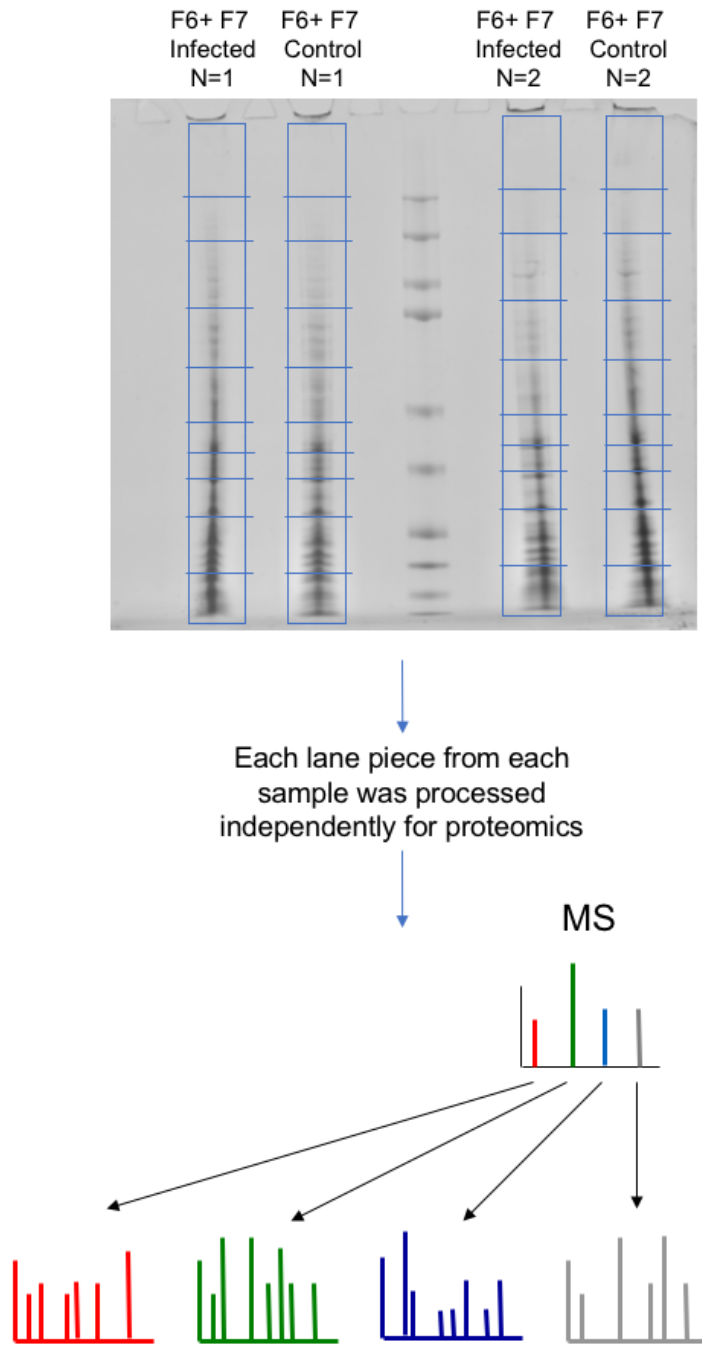 F6+ F7
Infected
N=1
F6+ F7
Control
N=1
F6+ F7
Infected
N=2
F6+ F7
Control
N=2
Each lane piece from each
sample was processed
independently for proteomics
MS